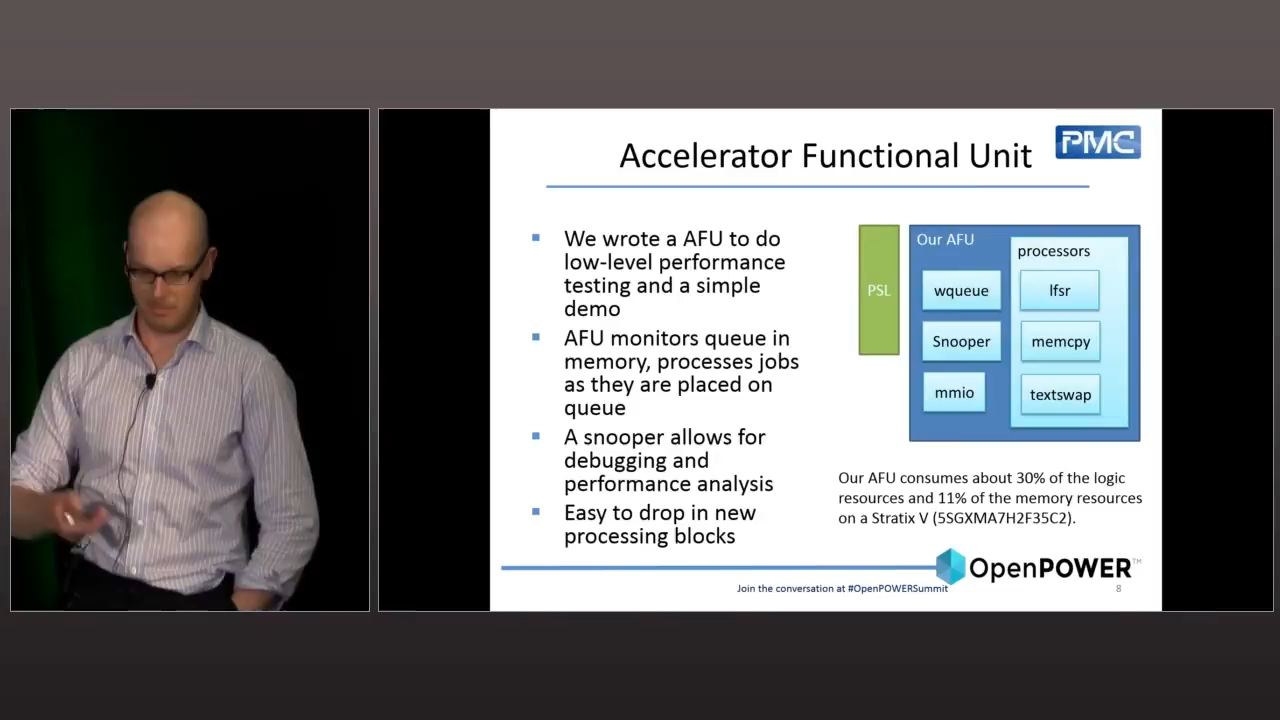 Accelerator Functional Unit
PMC
We wrote a AFU to do
low-level performance
testing and a simple
demo
AFU monitors queue in
memory, processes jobs
as they are placed on
queue
A snooper allows for
debugging and
performance analysis
Easy to drop in new
processing blocks
PSL
Our AFU
processors
wqueue
lfsr
Snooper
memcpy
mmio
textswap
Our AFU consumes about 30% of the logic
resources and 11% of the memory resources
on a Stratix V (5SGXMA7H2F35C2).
OpenPOWER™
Join the conversation at #OpenPOWERSummit
8